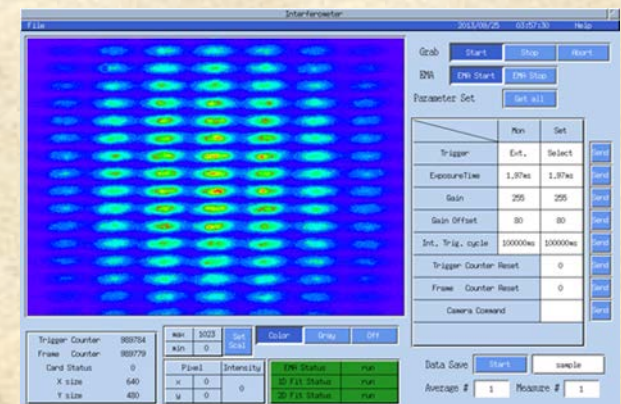 Interferometer
File 2013/09/25 03:57:30 Help
Grab Start Stop Abort
EMA EMA Start EMA Stop
Parameter Set Get all
Mon Set
Trigger Ext. Select Send
ExposureTime 1.97ms 1.97ms Send
Gain 255 255 Send
Gain Offset 80 80 Send
Int. Trig. cycle 100000ms 100000ms Send
Trigger Counter Reset 0 Send
Frame Counter Reset 0 Send
Camera Command Send
Trigger Counter 989784
Frame Counter 989779
Card Status 0
X size 640
Y size 480
max 1023
min 0
Set Scal
Color Gray Off
Pixel Intensity
x 0
y 0
0
EMA Status run
1D Fit Status run
2D Fit Status run
Data Save Start sample
Average # 1 Measure # 1